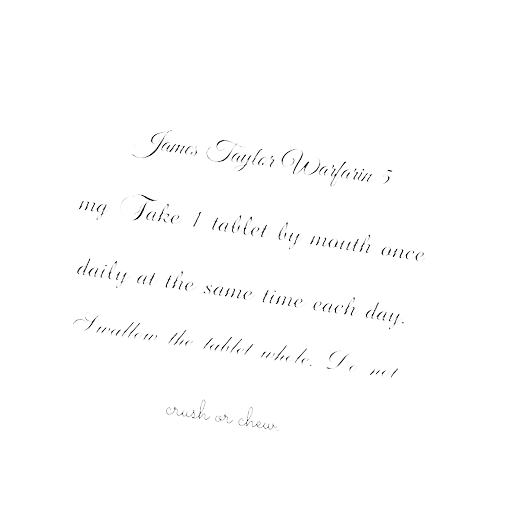 James Taylor Warfarin 5
mg Take 1 tablet by mouth once
daily at the same time each day.
Swallow the tablet whole. Do not
crush or chew.